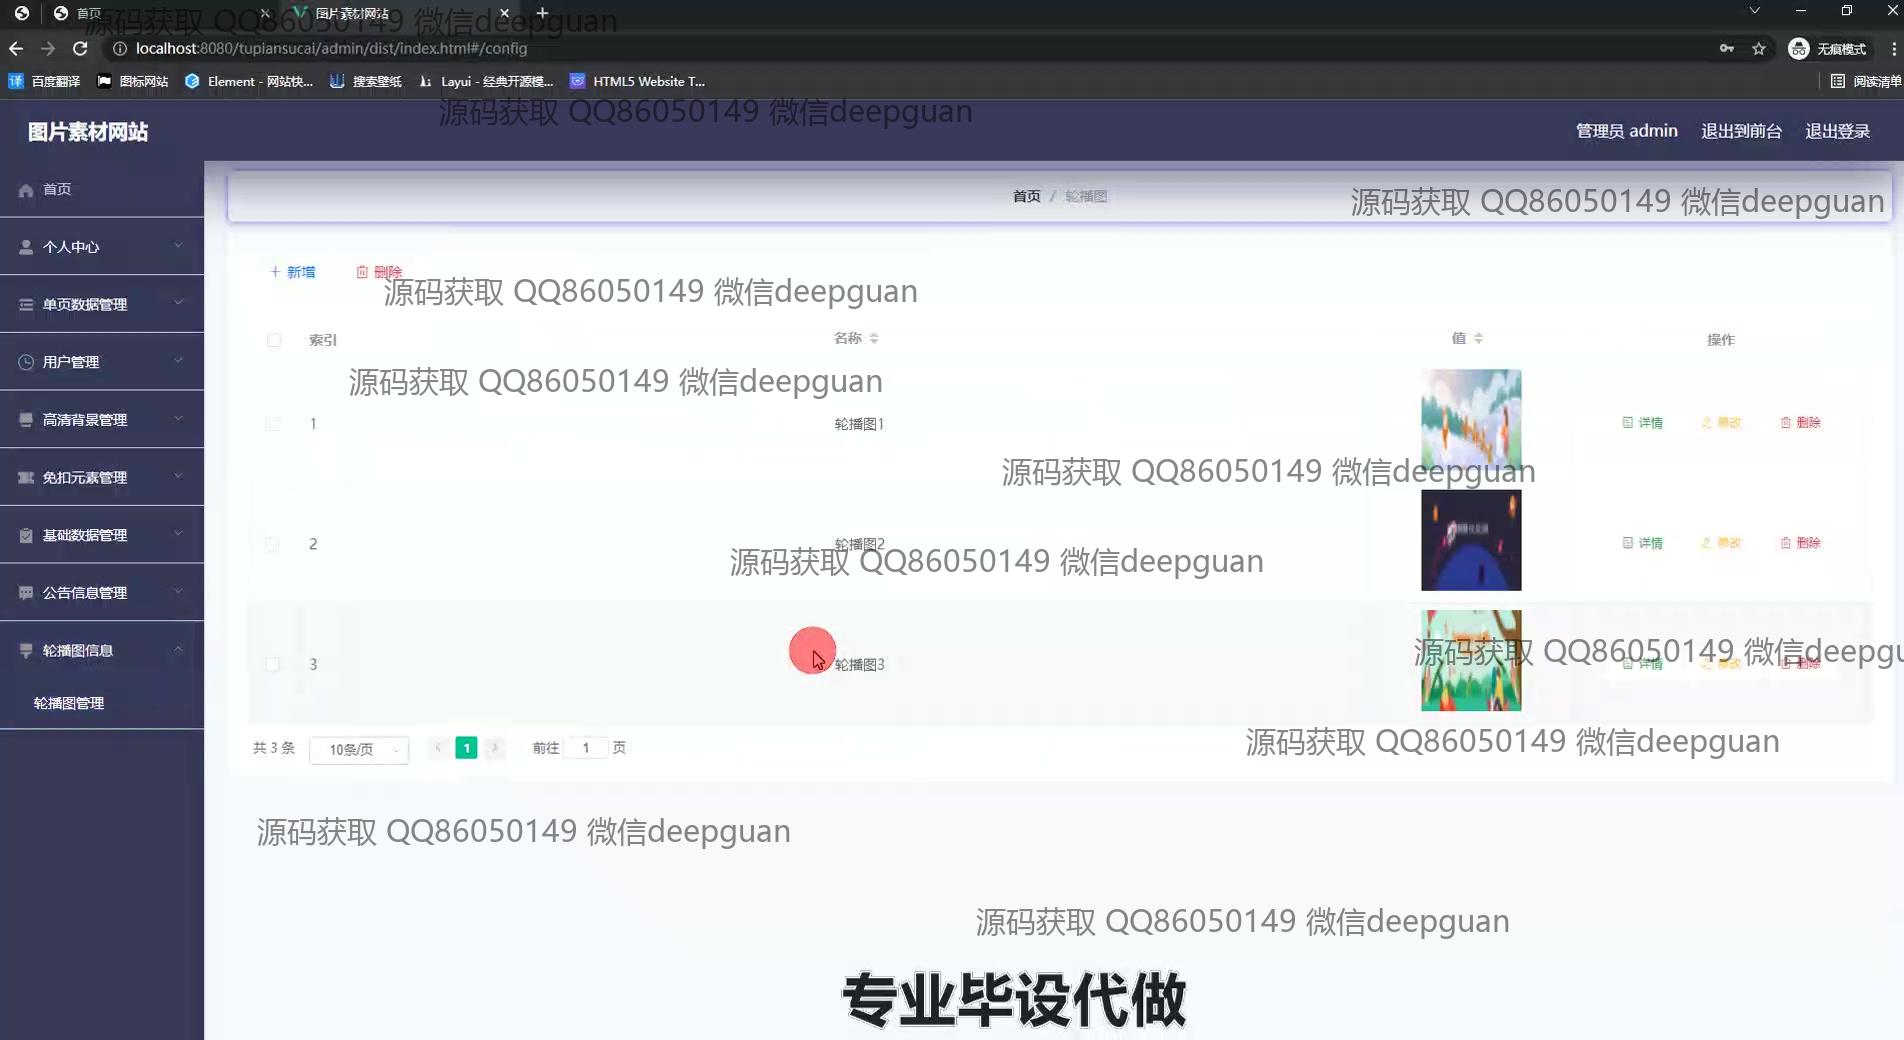 首页
图片素材网站
源码获取 QQ86050149 微信deepguan
localhost:8080/tupiansucai/admin/dist/index.html#/config
无痕模式
百度翻译 图标网站 Element - 网站快... 搜索壁纸 Layui - 经典开源模... HTML5 Website T...
阅读清单
源码获取 QQ86050149 微信deepguan
图片素材网站
管理员 admin 退出到前台 退出登录
首页
个人中心
单页数据管理
用户管理
高清背景管理
免扣元素管理
基础数据管理
公告信息管理
轮播图信息
轮播图管理
首页 / 轮播图
源码获取 QQ86050149 微信deepguan
+ 新增 删除
源码获取 QQ86050149 微信deepguan
索引 名称 值 操作
源码获取 QQ86050149 微信deepguan
1 轮播图1 详情 修改 删除
源码获取 QQ86050149 微信deepguan
2 轮播图2 详情 修改 删除
源码获取 QQ86050149 微信deepguan
3 轮播图3 详情 修改 删除
源码获取 QQ86050149 微信deepgu
共 3 条 10条/页 1 前往 1 页
源码获取 QQ86050149 微信deepguan
源码获取 QQ86050149 微信deepguan
源码获取 QQ86050149 微信deepguan
专业毕设代做